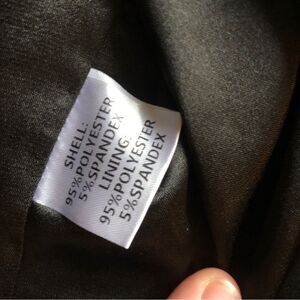 SHELL:
95%POLYESTER
5%SPANDEX
LINING:
95%POLYESTER
5%SPANDEX